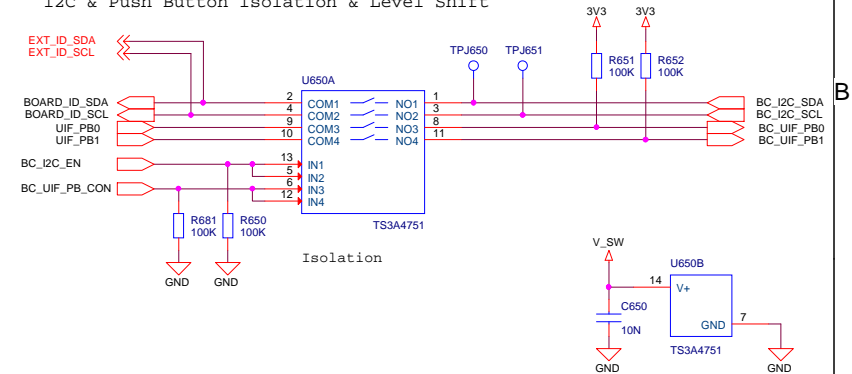 I2C & Push Button Isolation & Level Shift
3V3 3V3
EXT_ID_SDA
EXT_ID_SCL
TPJ650 TPJ651
R651 R652
100K 100K
U650A
B
BOARD_ID_SDA 2 COM1 NO1 1 BC_I2C_SDA
BOARD_ID_SCL 4 COM2 NO2 3 BC_I2C_SCL
UIF_PB0 9 COM3 NO3 8 BC_UIF_PB0
UIF_PB1 10 COM4 NO4 11 BC_UIF_PB1
BC_I2C_EN 13 IN1
5 IN2
BC_UIF_PB_CON 6 IN3
12 IN4
R681 R650
100K 100K
TS3A4751
Isolation
GND GND
V_SW
U650B
14 V+
C650
10N
GND 7
TS3A4751
GND GND